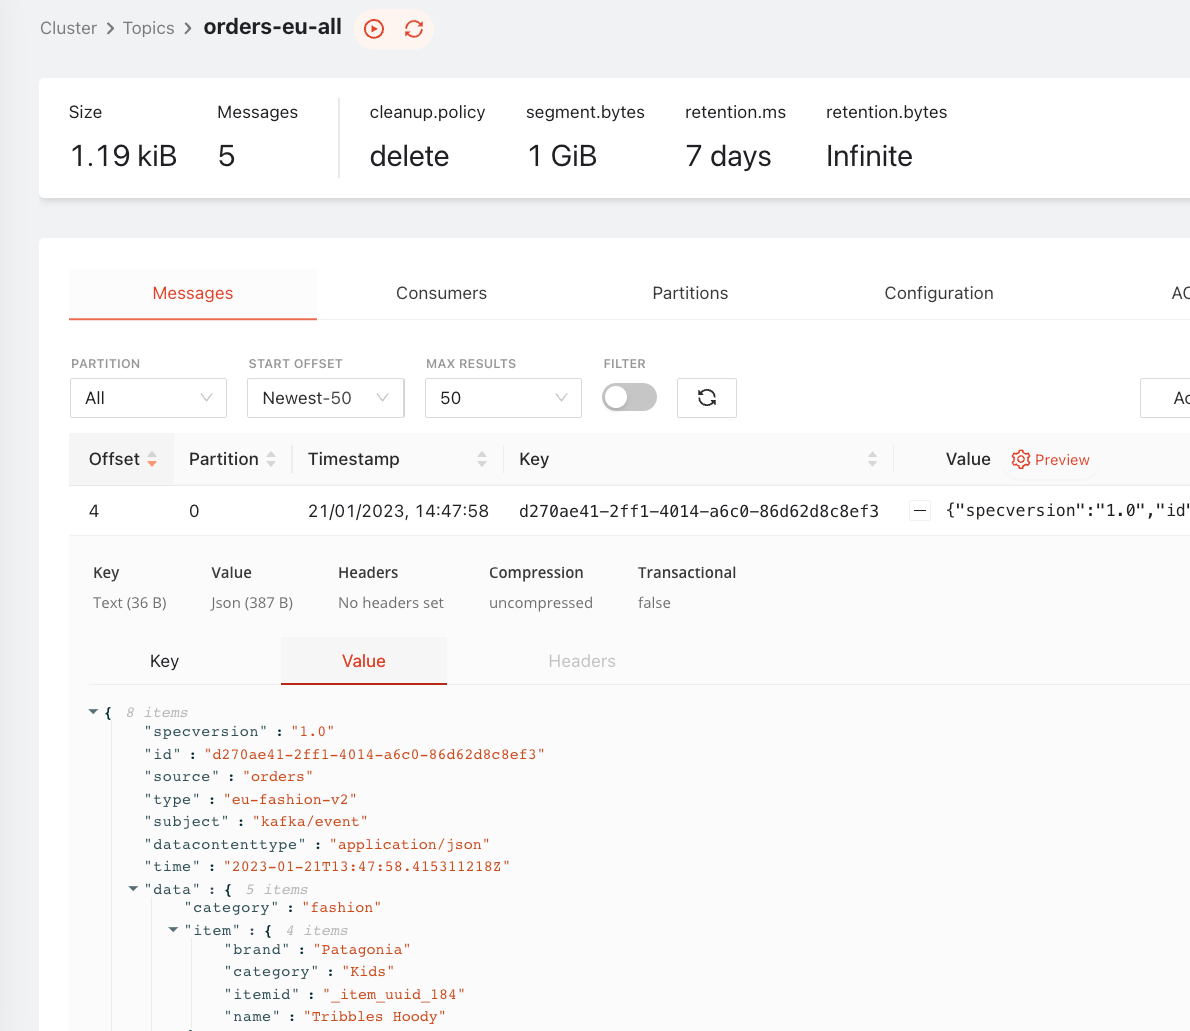 Cluster > Topics > orders-eu-all
Size Messages cleanup.policy segment.bytes retention.ms retention.bytes
1.19 kiB 5 delete 1 GiB 7 days Infinite
Messages Consumers Partitions Configuration AC
PARTITION START OFFSET MAX RESULTS FILTER
All Newest-50 50 Ac
Offset Partition Timestamp Key Value Preview
4 0 21/01/2023, 14:47:58 d270ae41-2ff1-4014-a6c0-86d62d8c8ef3 {"specversion":"1.0","id"
Key Value Headers Compression Transactional
Text (36 B) Json (387 B) No headers set uncompressed false
Key Value Headers
{ 8 items
"specversion" : "1.0"
"id" : "d270ae41-2ff1-4014-a6c0-86d62d8c8ef3"
"source" : "orders"
"type" : "eu-fashion-v2"
"subject" : "kafka/event"
"datacontenttype" : "application/json"
"time" : "2023-01-21T13:47:58.415311218Z"
"data" : { 5 items
"category" : "fashion"
"item" : { 4 items
"brand" : "Patagonia"
"category" : "Kids"
"itemid" : "_item_uuid_184"
"name" : "Tribbles Hoody"